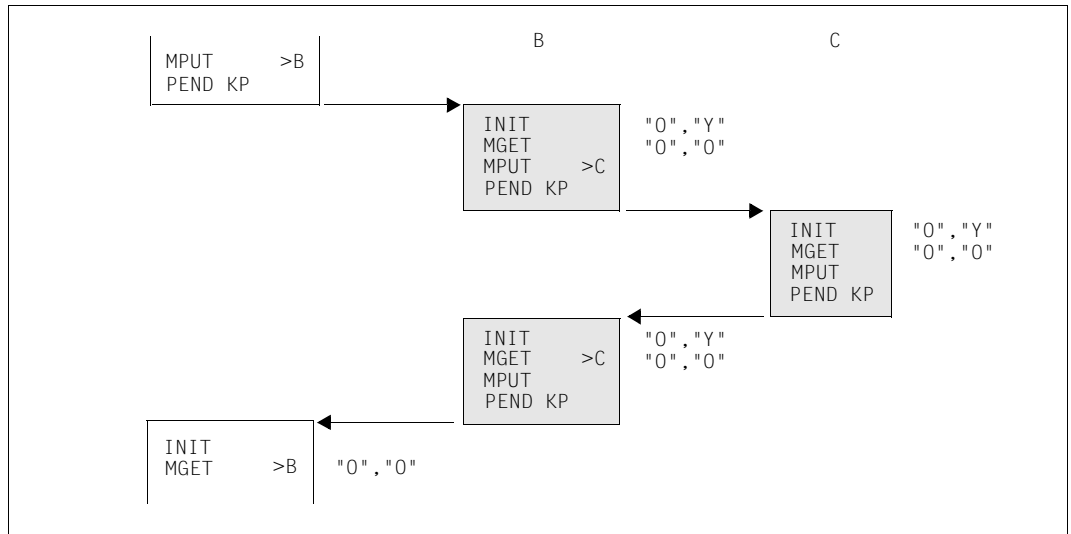 B C
MPUT >B
PEND KP
INIT "O","Y"
MGET "O","O"
MPUT >C
PEND KP
INIT "O","Y"
MGET "O","O"
MPUT
PEND KP
INIT "O","Y"
MGET >C "O","O"
MPUT
PEND KP
INIT
MGET >B "O","O"